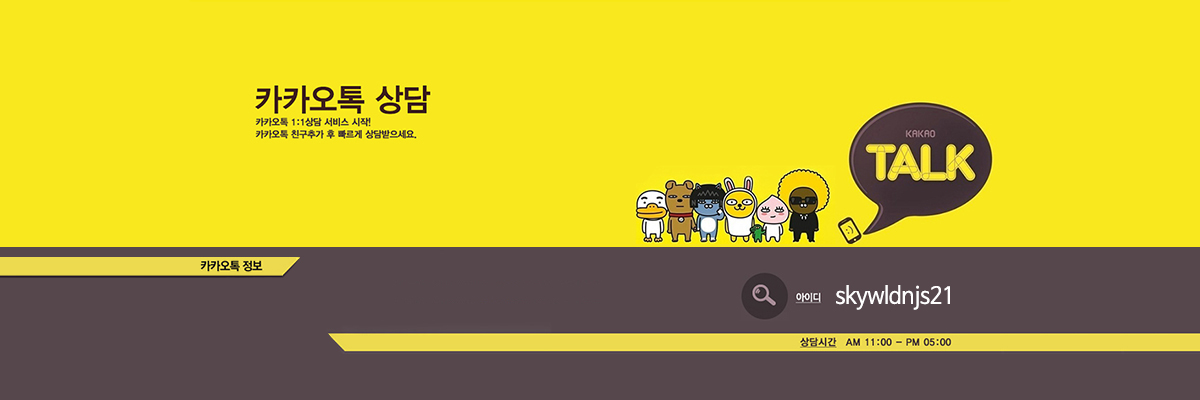 카카오톡 상담
카카오톡 1:1상담 서비스 시작!
카카오톡 친구추가 후 빠르게 상담받으세요.
KAKAO
TALK
카카오톡 정보
아이디 skywldnjs21
상담시간 AM 11:00 - PM 05:00